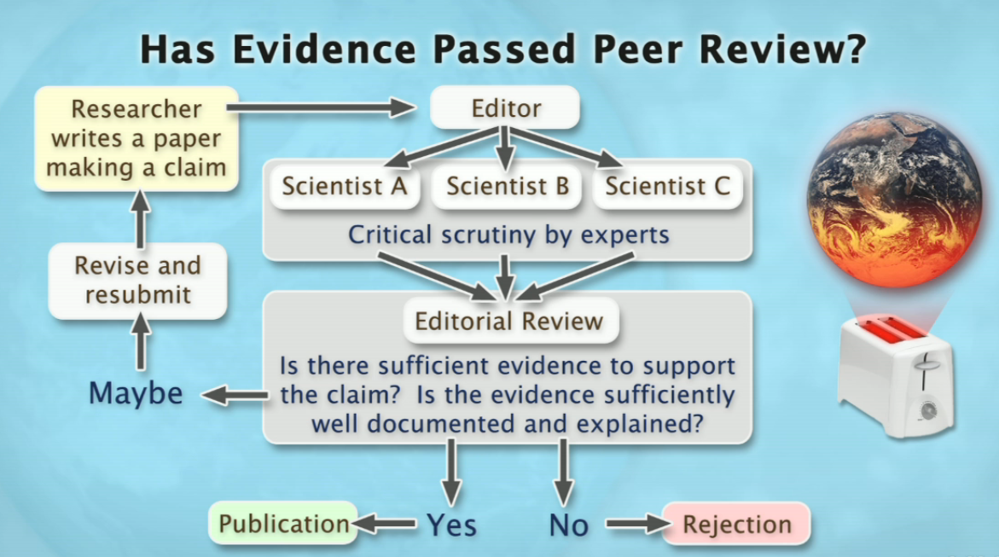 Has Evidence Passed Peer Review?
Researcher
writes a paper
making a claim
Editor
Scientist A
Scientist B
Scientist C
Critical scrutiny by experts
Revise and
resubmit
Editorial Review
Is there sufficient evidence to support
the claim? Is the evidence sufficiently
well documented and explained?
Maybe
Publication
Yes
No
Rejection